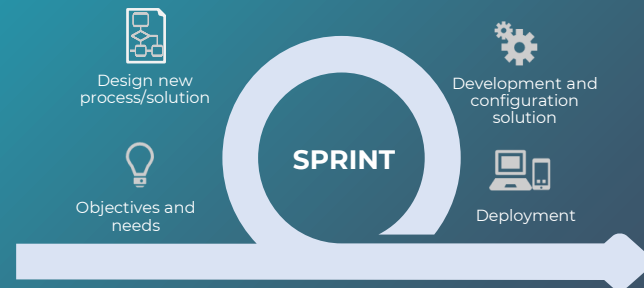 Design new
process/solution
Objectives and
needs
SPRINT
Development and
configuration
solution
Deployment